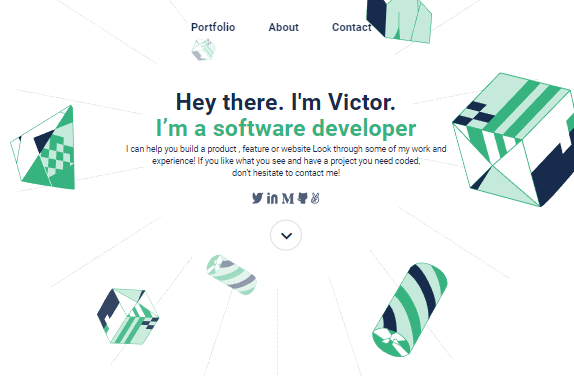 Portfolio About Contact
Hey there. I'm Victor.
I'm a software developer
I can help you build a product , feature or website Look through some of my work and
experience! If you like what you see and have a project you need coded,
don't hesitate to contact me!